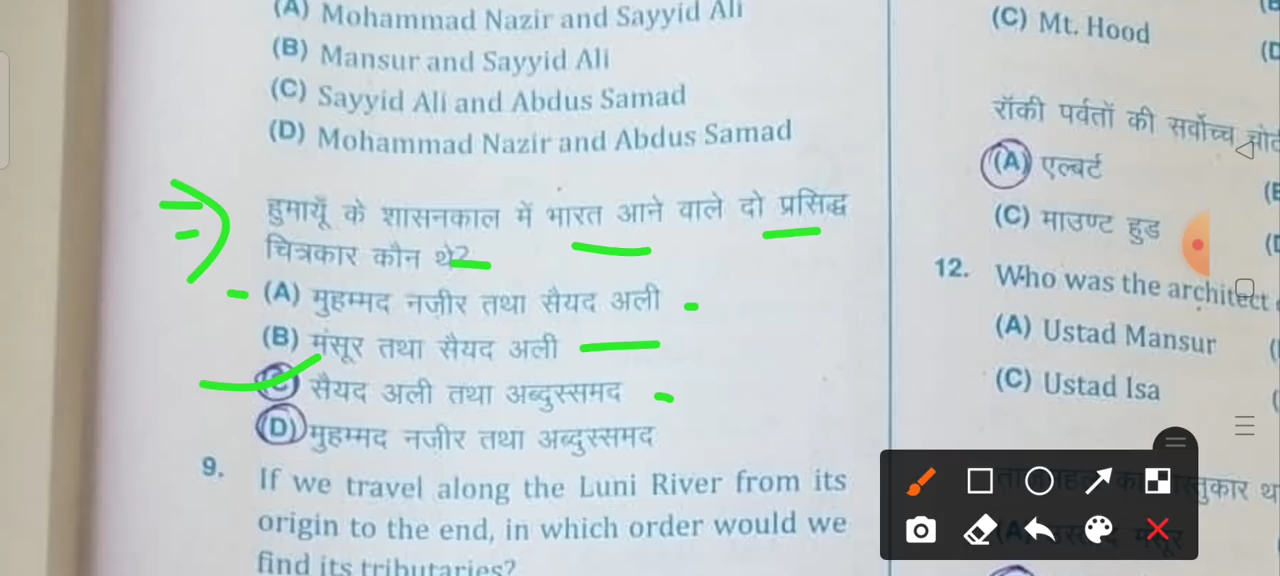 (A) Mohammad Nazir and Sayyid Ali
(B) Mansur and Sayyid Ali
(C) Sayyid Ali and Abdus Samad
(D) Mohammad Nazir and Abdus Samad
हुमायूँ के शासनकाल में भारत आने वाले दो प्रसिद्ध
चित्रकार कौन थे?
(A) मुहम्मद नज़ीर तथा सैयद अली
(B) मंसूर तथा सैयद अली
(C) सैयद अली तथा अब्दुस्समद
(D) मुहम्मद नज़ीर तथा अब्दुस्समद
9. If we travel along the Luni River from its
origin to the end, in which order would we
find its tributaries?
(C) Mt. Hood
रॉकी पर्वतों की सर्वोच्च
(A) एल्बर्ट
(C) माउण्ट हुड
12. Who was the architect
(A) Ustad Mansur
(C) Ustad Isa